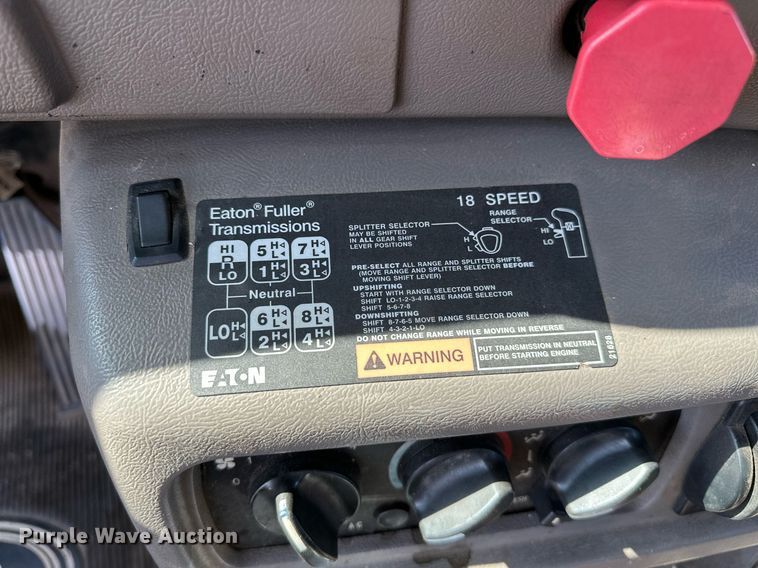 Eaton® Fuller®
Transmissions
18 SPEED
SPLITTER SELECTOR
MAY BE SHIFTED
IN ALL GEAR SHIFT
LEVER POSITIONS
H
L
RANGE
SELECTOR
HI
LO
HI
R
LO
5 H
L
1 H
L
7 H
L
3 H
L
Neutral
LO H
L
6 H
L
2 H
L
8 H
L
4 H
L
PRE-SELECT ALL RANGE AND SPLITTER SHIFTS
(MOVE RANGE AND SPLITTER SELECTOR BEFORE
MOVING SHIFT LEVER)
UPSHIFTING
START WITH RANGE SELECTOR DOWN
SHIFT LO-1-2-3-4 RAISE RANGE SELECTOR
SHIFT 5-6-7-8
DOWNSHIFTING
SHIFT 8-7-6-5 MOVE RANGE SELECTOR DOWN
SHIFT 4-3-2-1-LO
DO NOT CHANGE RANGE WHILE MOVING IN REVERSE
WARNING
PUT TRANSMISSION IN NEUTRAL
BEFORE STARTING ENGINE
21628
EATON
Purple Wave Auction